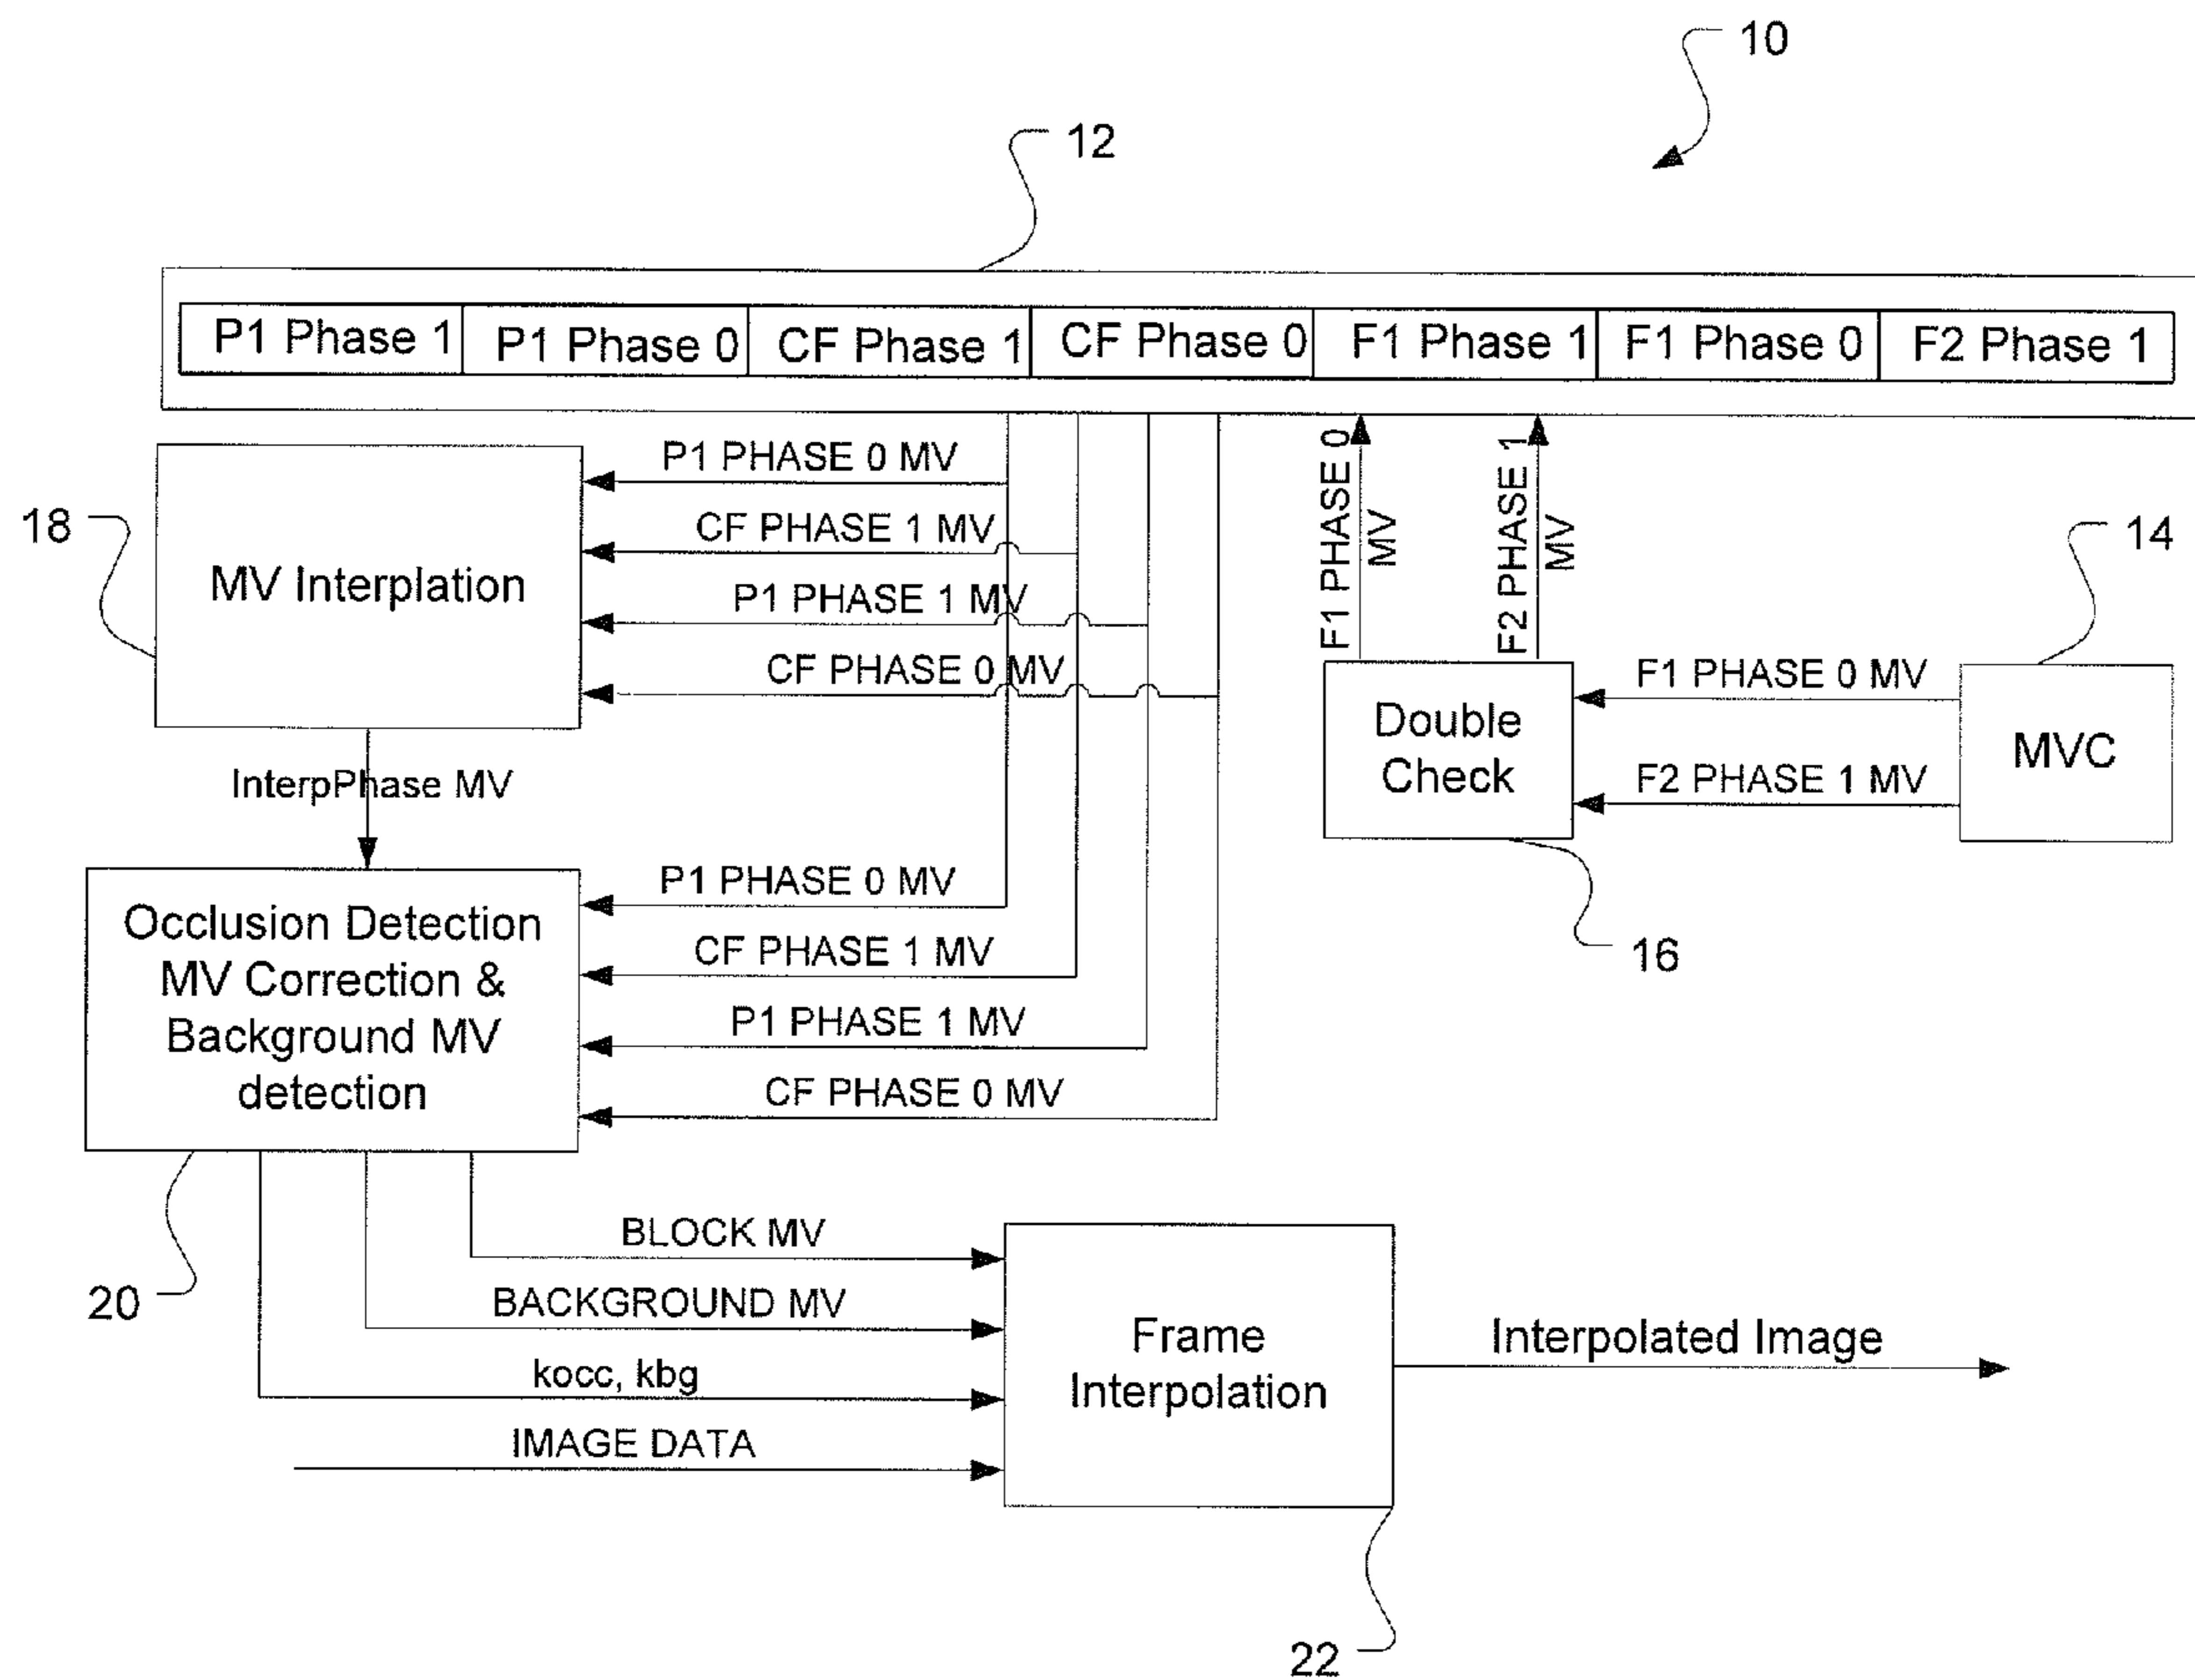 10
12
P1 Phase 1 P1 Phase 0 CF Phase 1 CF Phase 0 F1 Phase 1 F1 Phase 0 F2 Phase 1
18
MV Interplation
P1 PHASE 0 MV
CF PHASE 1 MV
P1 PHASE 1 MV
CF PHASE 0 MV
F1 PHASE 0
MV
F2 PHASE 1
MV
14
F1 PHASE 0 MV
F2 PHASE 1 MV
MVC
Double
Check
16
InterpPhase MV
Occlusion Detection
MV Correction &
Background MV
detection
P1 PHASE 0 MV
CF PHASE 1 MV
P1 PHASE 1 MV
CF PHASE 0 MV
20
BLOCK MV
BACKGROUND MV
kocc, kbg
IMAGE DATA
Frame
Interpolation
Interpolated Image
22